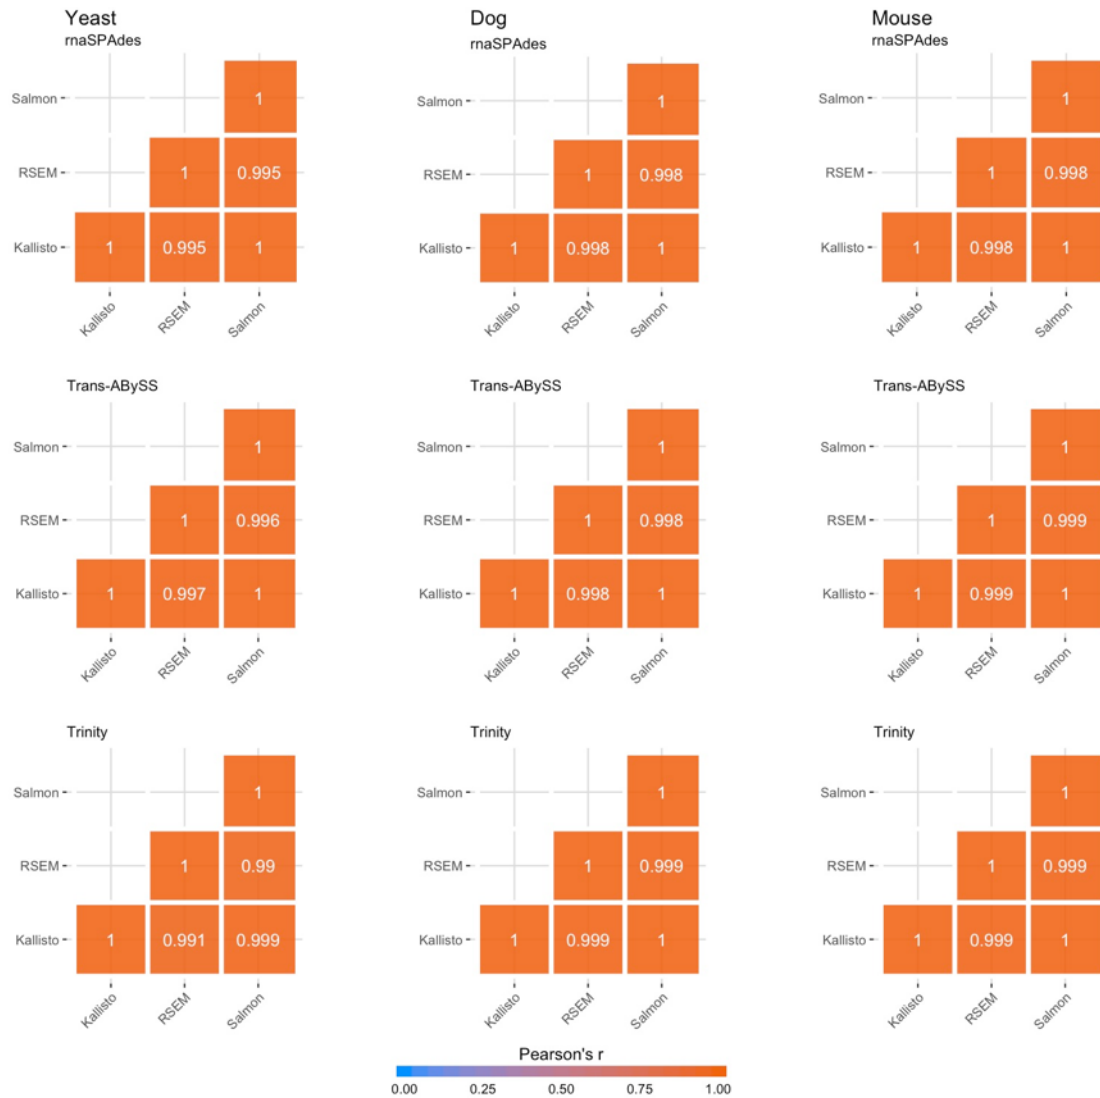 Yeast
rnaSPAdes
Salmon
1
RSEM
1 0.995
Kallisto
1 0.995 1
Kallisto RSEM Salmon
Dog
rnaSPAdes
Salmon
1
RSEM
1 0.998
Kallisto
1 0.998 1
Kallisto RSEM Salmon
Mouse
rnaSPAdes
Salmon
1
RSEM
1 0.998
Kallisto
1 0.998 1
Kallisto RSEM Salmon
Trans-ABySS
Salmon
1
RSEM
1 0.996
Kallisto
1 0.997 1
Kallisto RSEM Salmon
Trans-ABySS
Salmon
1
RSEM
1 0.998
Kallisto
1 0.998 1
Kallisto RSEM Salmon
Trans-ABySS
Salmon
1
RSEM
1 0.999
Kallisto
1 0.999 1
Kallisto RSEM Salmon
Trinity
Salmon
1
RSEM
1 0.99
Kallisto
1 0.991 0.999
Kallisto RSEM Salmon
Trinity
Salmon
1
RSEM
1 0.999
Kallisto
1 0.999 1
Kallisto RSEM Salmon
Trinity
Salmon
1
RSEM
1 0.999
Kallisto
1 0.999 1
Kallisto RSEM Salmon
Pearson's r
0.00 0.25 0.50 0.75 1.00